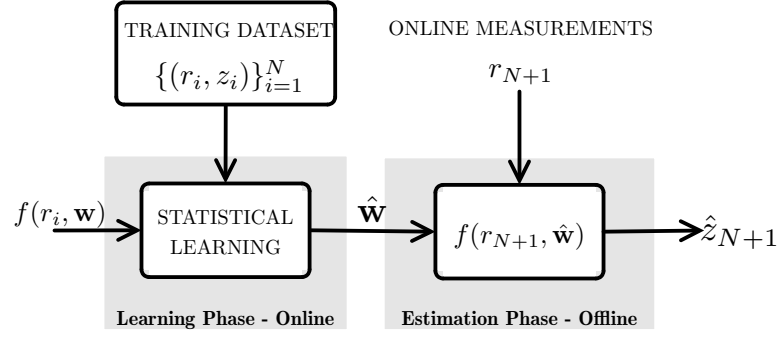 TRAINING DATASET
{(r_i, z_i)}_{i=1}^N
ONLINE MEASUREMENTS
r_{N+1}
f(r_i, w)
STATISTICAL
LEARNING
ŵ
f(r_{N+1}, ŵ)
ẑ_{N+1}
Learning Phase - Online
Estimation Phase - Offline